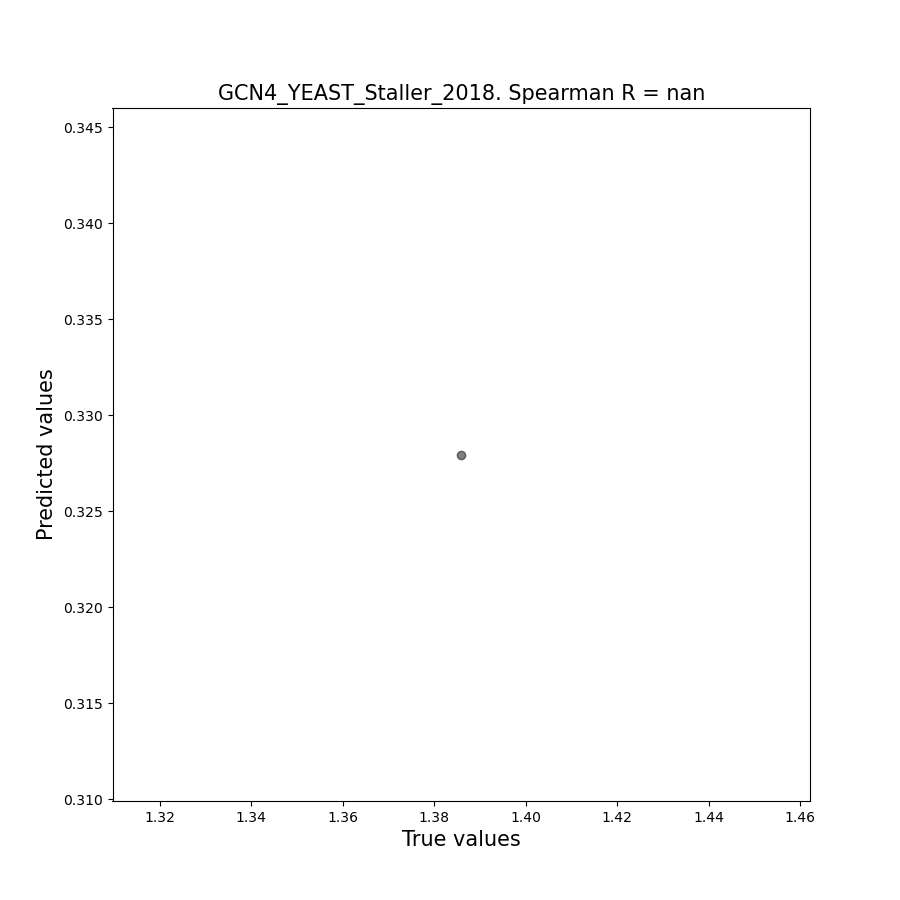 GCN4_YEAST_Staller_2018. Spearman R = nan
Predicted values
0.345
0.340
0.335
0.330
0.325
0.320
0.315
0.310
1.32 1.34 1.36 1.38 1.40 1.42 1.44 1.46
True values